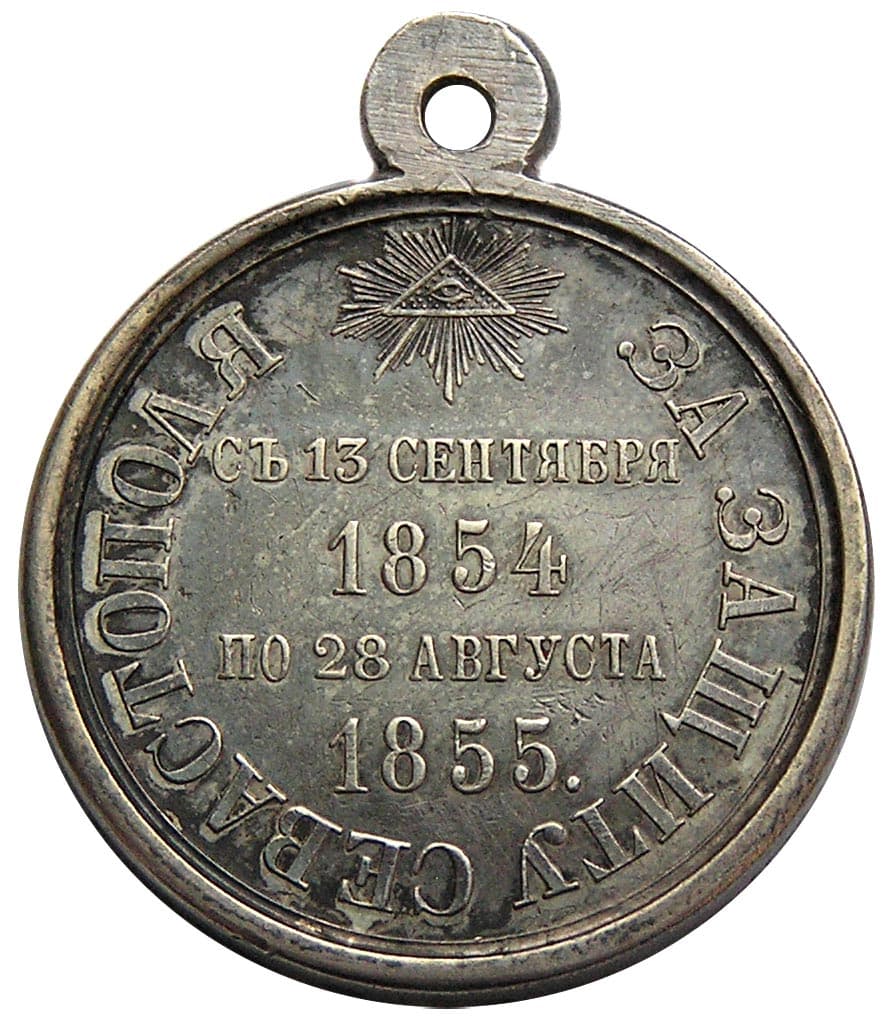 ЗА ЗАЩИТУ СЕВАСТОПОЛЯ
СЪ 13 СЕНТЯБРЯ
1854
ПО 28 АВГУСТА
1855.